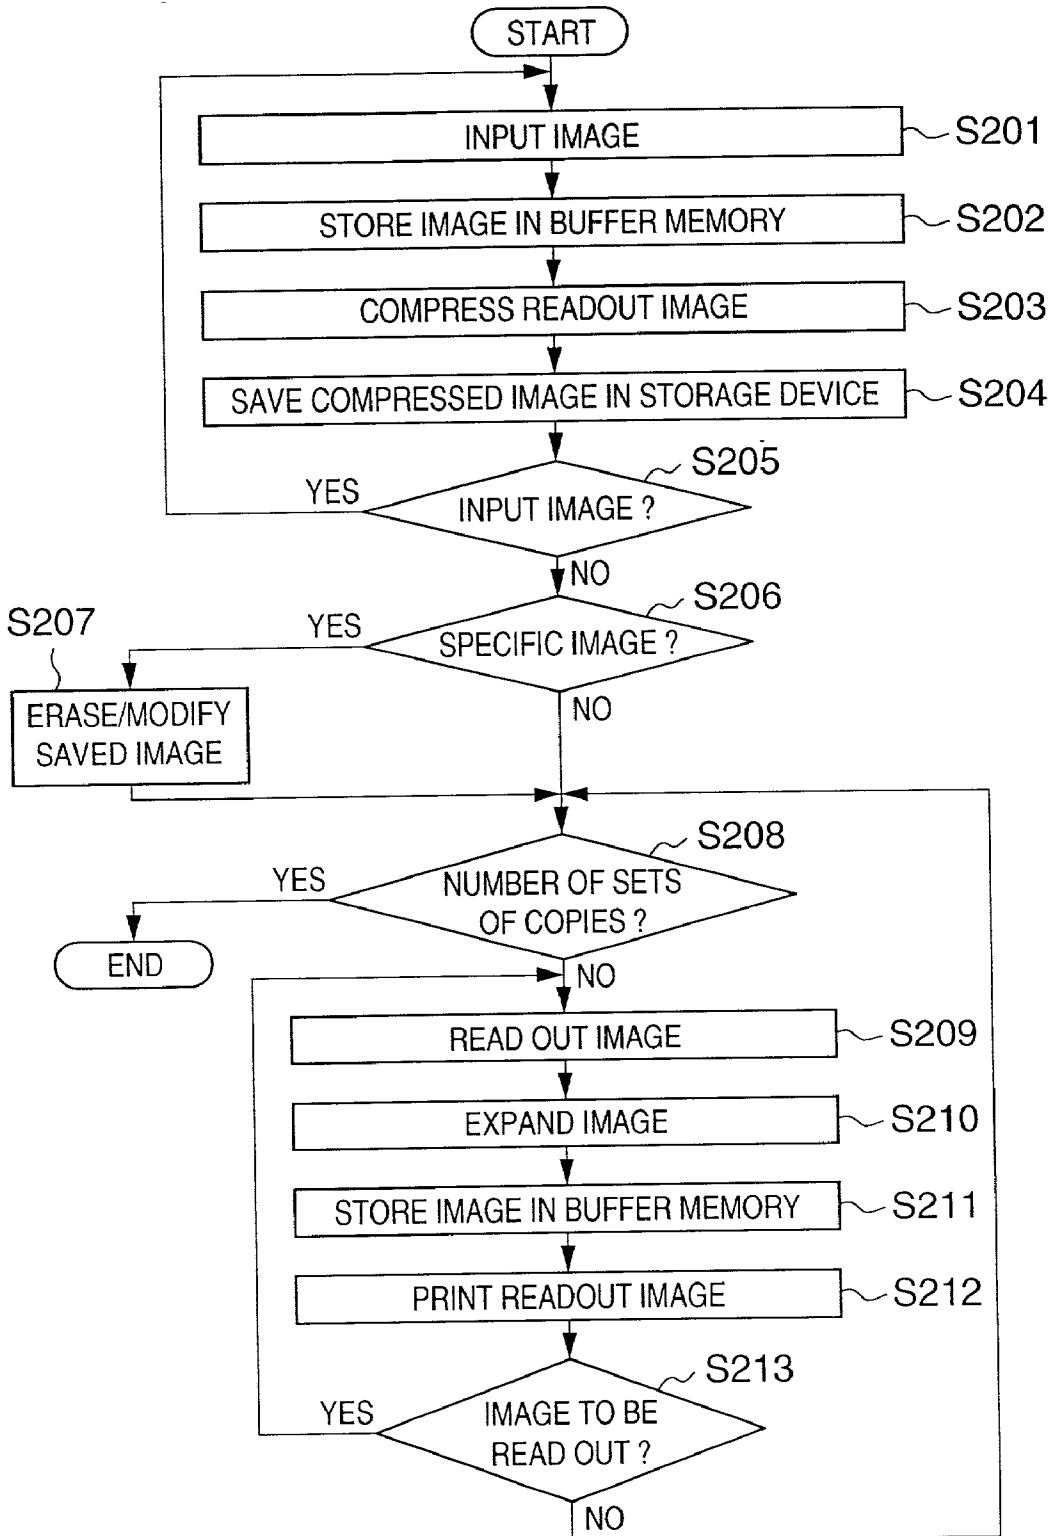 START
INPUT IMAGE
S201
STORE IMAGE IN BUFFER MEMORY
S202
COMPRESS READOUT IMAGE
S203
SAVE COMPRESSED IMAGE IN STORAGE DEVICE
S204
S205
YES
INPUT IMAGE ?
NO
S206
S207
YES
SPECIFIC IMAGE ?
NO
ERASE/MODIFY
SAVED IMAGE
S208
YES
NUMBER OF SETS
OF COPIES ?
END
NO
READ OUT IMAGE
S209
EXPAND IMAGE
S210
STORE IMAGE IN BUFFER MEMORY
S211
PRINT READOUT IMAGE
S212
S213
YES
IMAGE TO BE
READ OUT ?
NO